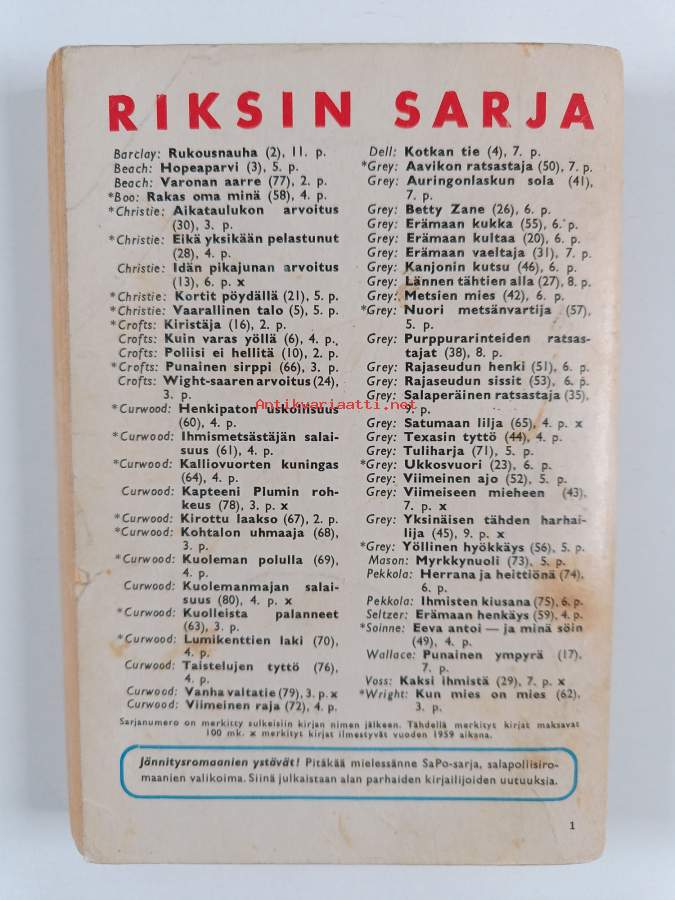 RIKSIN SARJA
Barclay: Rukousnauha (2), 11. p.
Beach: Hopeaparvi (3), 5. p.
Beach: Varonan aarre (77), 2. p.
*Boo: Rakas oma minä (58), 4. p.
*Christie: Aikataulukon arvoitus
(30), 3. p.
*Christie: Eikä yksikään pelastunut
(28), 4. p.
Christie: Idän pikajunan arvoitus
(13), 6. p. x
*Christie: Kortit pöydällä (21), 5. p.
*Christie: Vaarallinen talo (5), 5. p.
*Crofts: Kiristäja (16), 2. p.
Crofts: Kuin varas yöllä (6), 4. p.
Crofts: Poliisi ei hellitä (10), 2. p.
*Crofts: Punainen sirppi (66), 3. p.
Crofts: Wight-saaren arvoitus (24),
3. p.
*Curwood: Henkipaton uskollisuus
(60), 4. p.
*Curwood: Ihmismetsästäjän salai-
suus (61), 4. p.
*Curwood: Kalliovuorten kuningas
(64), 4. p.
Curwood: Kapteeni Plumin roh-
keus (78), 3. p. x
*Curwood: Kirottu laakso (67), 2. p.
*Curwood: Kohtalon uhmaaja (68),
3. p.
*Curwood: Kuoleman polulla (69),
4. p.
Curwood: Kuolemanmajan salai-
suus (80), 4. p. x
*Curwood: Kuolleista palanneet
(63), 3. p.
*Curwood: Lumikenttien laki (70),
4. p.
Curwood: Taistelujen tyttö (76),
4. p.
Curwood: Vanha valtatie (79), 3. p. x
Curwood: Viimeinen raja (72), 4. p.
Dell: Kotkan tie (4), 7. p.
*Grey: Aavikon ratsastaja (50), 7. p.
Grey: Auringonlaskun sola (41),
7. p.
Grey: Betty Zane (26), 6. p.
Grey: Erämaan kukka (55), 6. p.
Grey: Erämaan kultaa (20), 6. p.
Grey: Erämaan vaeltaja (31), 7. p.
Grey: Kanjonin kutsu (46), 6. p.
Grey: Lännen tähtien alla (27), 8. p.
Grey: Metsien mies (42), 6. p.
*Grey: Nuori metsänvartija (57),
5. p.
Grey: Purppurarinteiden ratsas-
tajat (38), 8. p.
Grey: Rajaseudun henki (51), 6. p.
Grey: Rajaseudun sissit (53), 6. p.
Grey: Salaperäinen ratsastaja (35),
9. p.
Grey: Satumaan lilja (65), 4. p. x
Grey: Texasin tyttö (44), 4. p.
Grey: Tuliharja (71), 5. p.
*Grey: Ukkosvuori (23), 6. p.
Grey: Viimeinen ajo (52), 5. p.
Grey: Viimeiseen mieheen (43),
7. p. x
Grey: Yksinäisen tähden harhai-
lija (45), 9. p. x
*Grey: Yöllinen hyökkäys (56), 5. p.
Mason: Myrkkynuoli (73), 5. p.
Pekkola: Herrana ja heittiönä (74),
6. p.
Pekkola: Ihmisten kiusana (75), 6. p.
Seltzer: Erämaan henkäys (59), 4. p.
*Soinne: Eeva antoi — ja minä söin
(49), 4. p.
Wallace: Punainen ympyrä (17),
7. p.
Voss: Kaksi ihmistä (29), 7. p. x
*Wright: Kun mies on mies (62),
3. p.
Sarjanumero on merkitty sulkeisiin kirjan nimen jälkeen. Tähdellä merkityt kirjat maksavat
100 mk. x merkityt kirjat ilmestyvät vuoden 1959 aikana.
Jännitysromaanien ystävät! Pitäkää mielessänne SaPo-sarja, salapoliisiro-
maanien valikoima. Siinä julkaistaan alan parhaiden kirjailijoiden uutuuksia.
1
Antikvariaatti.net